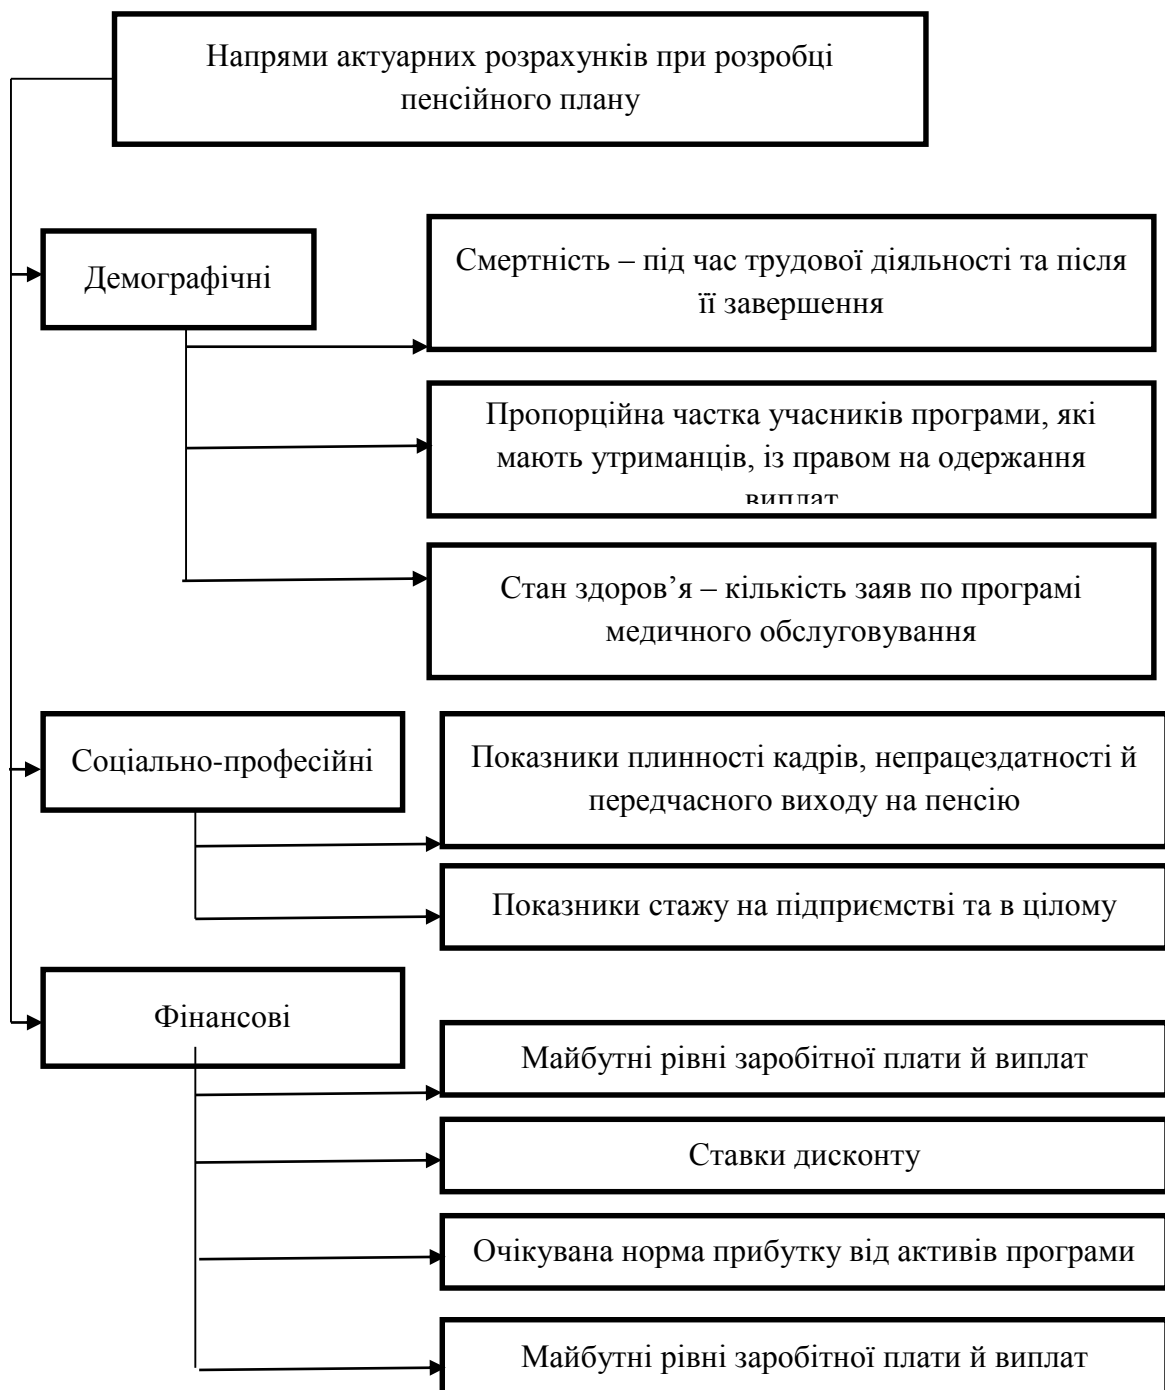 Напрями актуарних розрахунків при розробці
пенсійного плану
Демографічні
Смертність – під час трудової діяльності та після
її завершення
Пропорційна частка учасників програми, які
мають утриманців, із правом на одержання
виплат
Стан здоров’я – кількість заяв по програмі
медичного обслуговування
Соціально-професійні
Показники плинності кадрів, непрацездатності й
передчасного виходу на пенсію
Показники стажу на підприємстві та в цілому
Фінансові
Майбутні рівні заробітної плати й виплат
Ставки дисконту
Очікувана норма прибутку від активів програми
Майбутні рівні заробітної плати й виплат